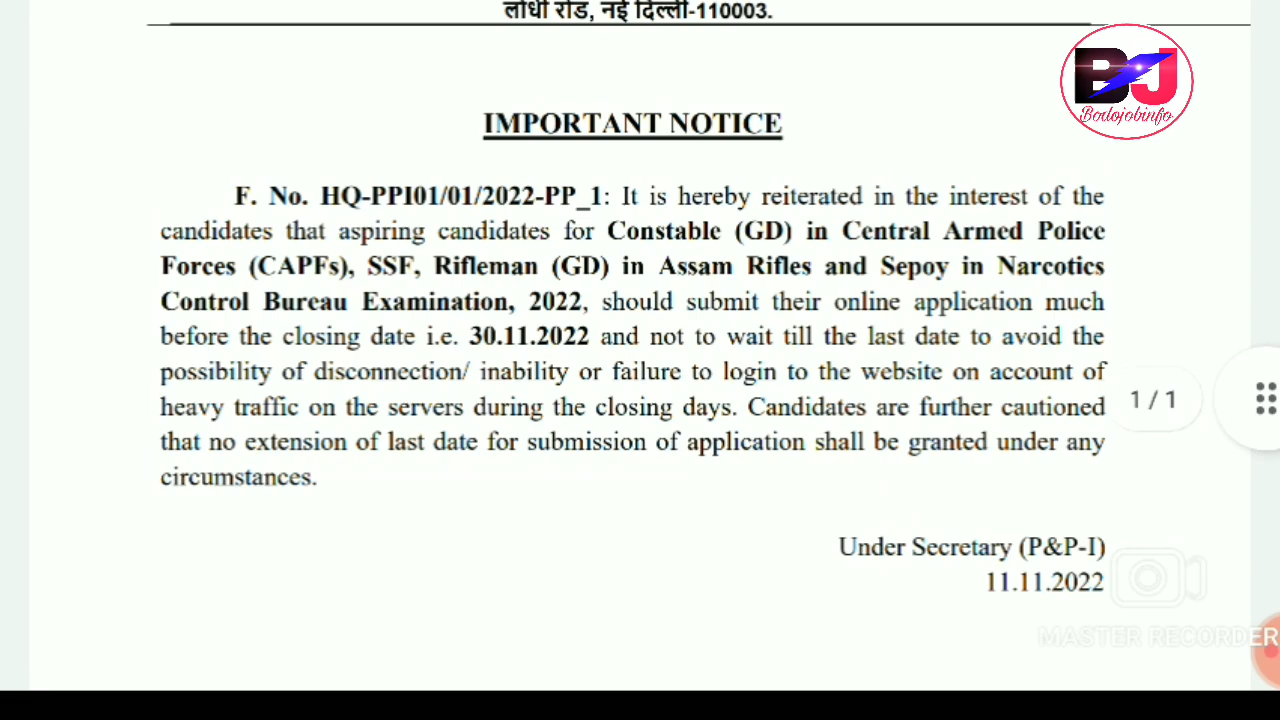 लोधी रोड, नई दिल्ली-110003.
BJ
Bodojobinfo
IMPORTANT NOTICE
F. No. HQ-PPI01/01/2022-PP_1: It is hereby reiterated in the interest of the
candidates that aspiring candidates for Constable (GD) in Central Armed Police
Forces (CAPFs), SSF, Rifleman (GD) in Assam Rifles and Sepoy in Narcotics
Control Bureau Examination, 2022, should submit their online application much
before the closing date i.e. 30.11.2022 and not to wait till the last date to avoid the
possibility of disconnection/ inability or failure to login to the website on account of
heavy traffic on the servers during the closing days. Candidates are further cautioned
that no extension of last date for submission of application shall be granted under any
circumstances.
1 / 1
Under Secretary (P&P-I)
11.11.2022
MASTER RECORDER